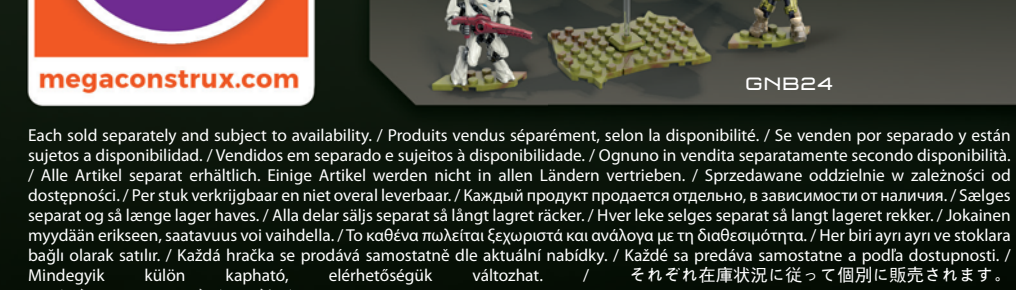 megaconstrux.com
GNB24
Each sold separately and subject to availability. / Produits vendus séparément, selon la disponibilité. / Se venden por separado y están
sujetos a disponibilidad. / Vendidos em separado e sujeitos à disponibilidade. / Ognuno in vendita separatamente secondo disponibilità.
/ Alle Artikel separat erhältlich. Einige Artikel werden nicht in allen Ländern vertrieben. / Sprzedawane oddzielnie w zależności od
dostępności. / Per stuk verkrijgbaar en niet overal leverbaar. / Каждый продукт продается отдельно, в зависимости от наличия. / Sælges
separat og så længe lager haves. / Alla delar säljs separat så långt lagret räcker. / Hver leke selges separat så langt lageret rekker. / Jokainen
myydään erikseen, saatavuus voi vaihdella. / Το καθένα πωλείται ξεχωριστά και ανάλογα με τη διαθεσιμότητα. / Her biri ayrı ayrı ve stoklara
bağlı olarak satılır. / Každá hračka se prodává samostatně dle aktuální nabídky. / Každé sa predáva samostatne a podľa dostupnosti. /
Mindegyik külön kapható, elérhetőségük változhat. / それぞれ在庫状況に従って個別に販売されます。